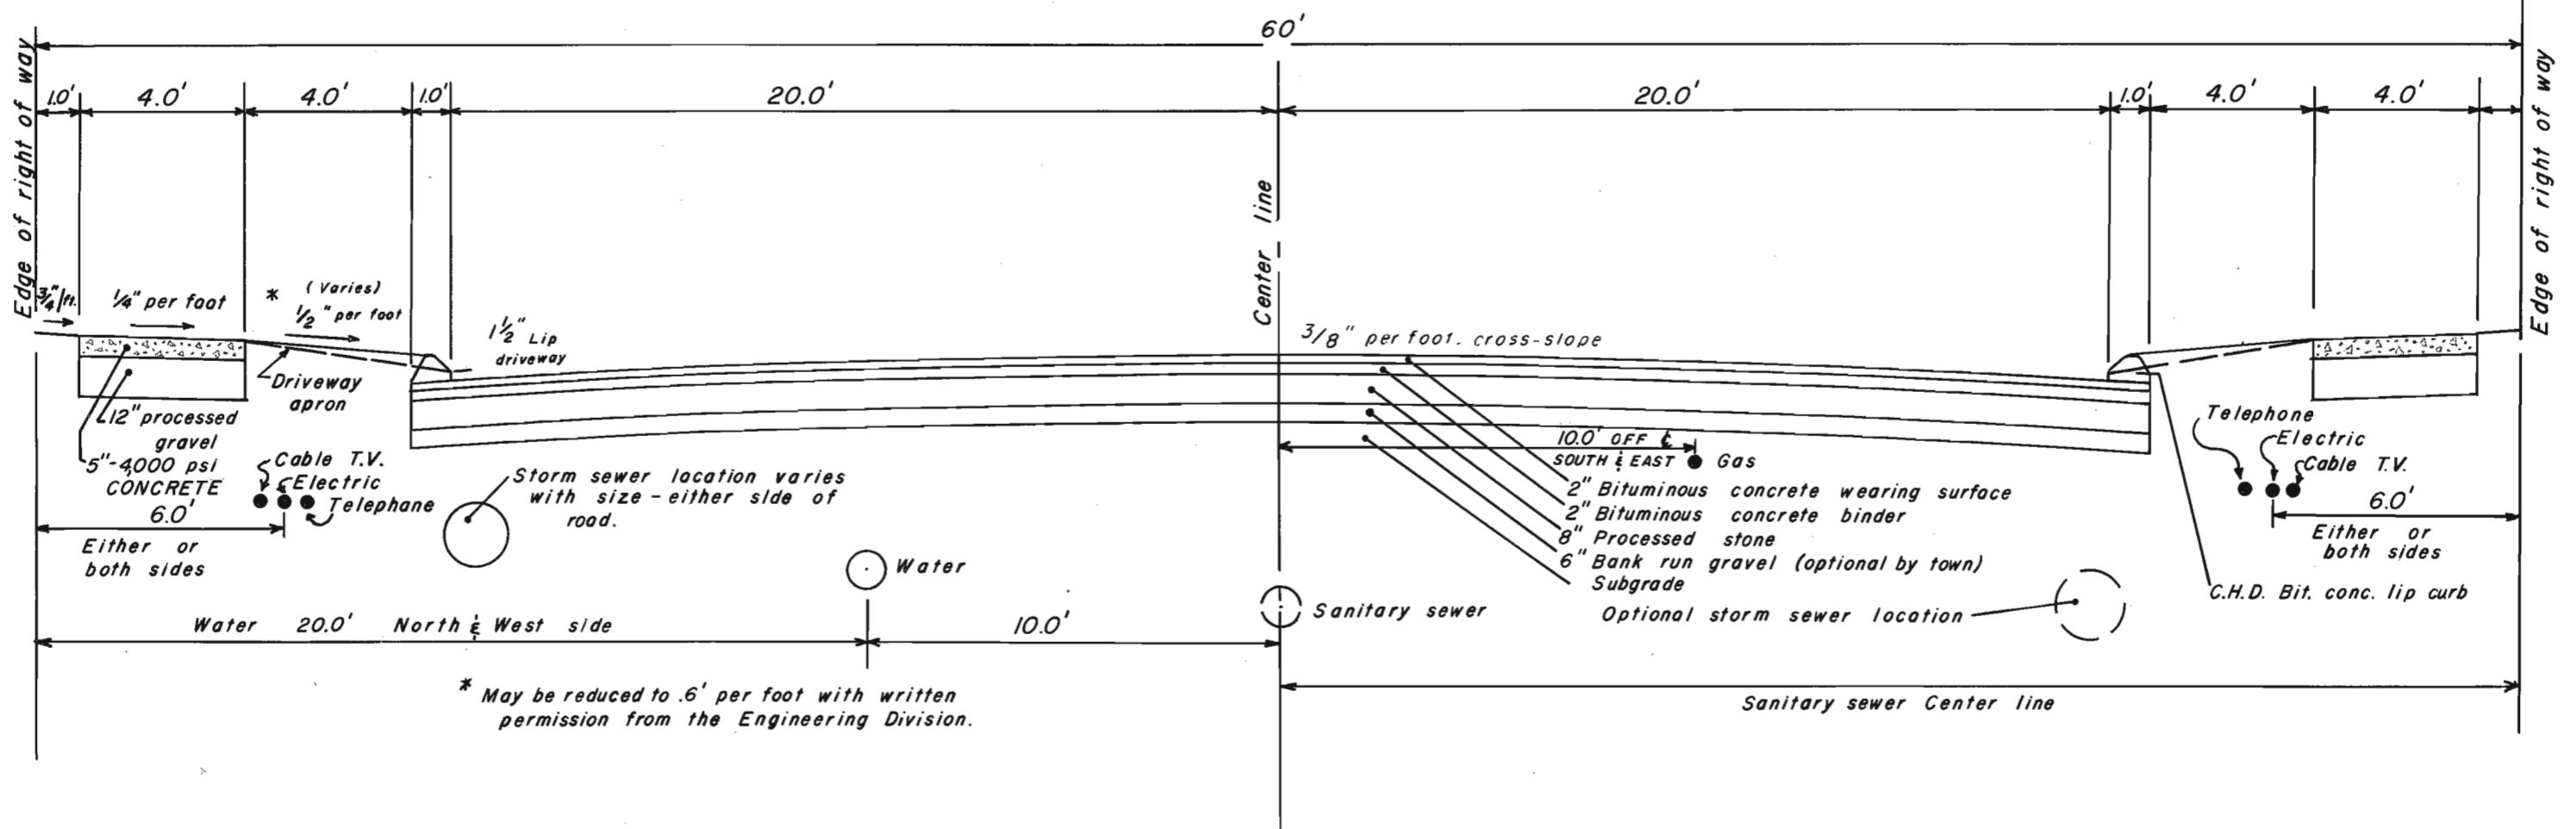 60'
1.0' 4.0' 4.0' 1.0' 20.0' 20.0' 1.0' 4.0' 4.0'
Edge of right of way
Center line
Edge of right of way
3/4"/ft.
1/4" per foot
* (Varies)
1/2" per foot
1 1/2" Lip
driveway
3/8" per foot. cross-slope
Driveway
apron
12" processed
gravel
5"-4,000 psi
CONCRETE
Cable T.V.
Electric
Telephone
6.0'
Either or
both sides
Storm sewer location varies
with size - either side of
road.
Water
Water 20.0' North & West side
10.0'
* May be reduced to .6' per foot with written
permission from the Engineering Division.
10.0' OFF ℄
SOUTH & EAST
Gas
2" Bituminous concrete wearing surface
2" Bituminous concrete binder
8" Processed stone
6" Bank run gravel (optional by town)
Subgrade
Sanitary sewer
Optional storm sewer location
Sanitary sewer Center line
Telephone
Electric
Cable T.V.
6.0'
Either or
both sides
C.H.D. Bit. conc. lip curb